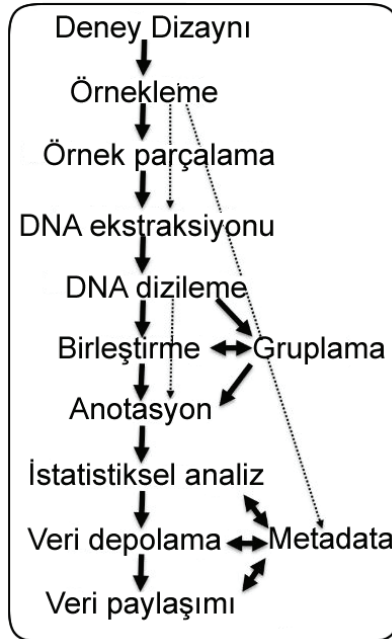 Deney Dizaynı
Örnekleme
Örnek parçalama
DNA ekstraksiyonu
DNA dizileme
Birleştirme Gruplama
Anotasyon
İstatistiksel analiz
Veri depolama Metadata
Veri paylaşımı